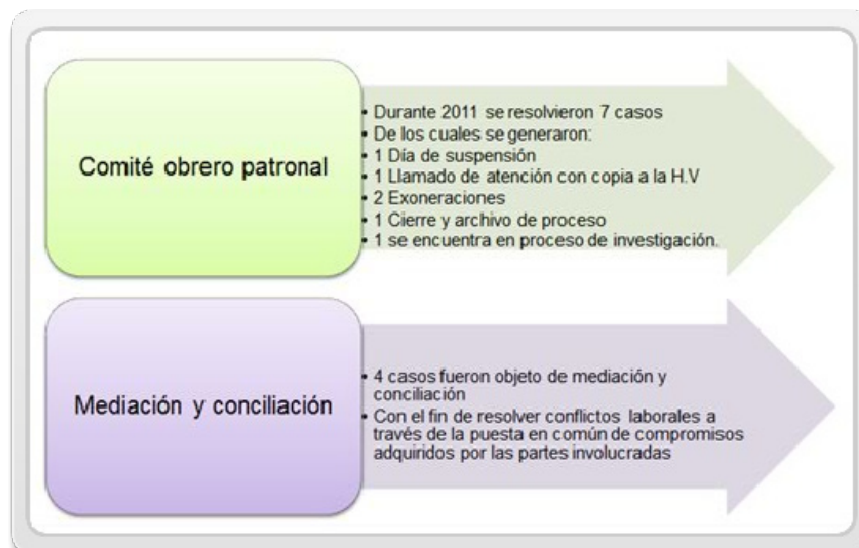 Comité obrero patronal
• Durante 2011 se resolvieron 7 casos
• De los cuales se generaron:
• 1 Día de suspensión
• 1 Llamado de atención con copia a la H.V
• 2 Exoneraciones
• 1 Cierre y archivo de proceso
• 1 se encuentra en proceso de investigación.
Mediación y conciliación
• 4 casos fueron objeto de mediación y
conciliación
• Con el fin de resolver conflictos laborales a
través de la puesta en común de compromisos
adquiridos por las partes involucradas